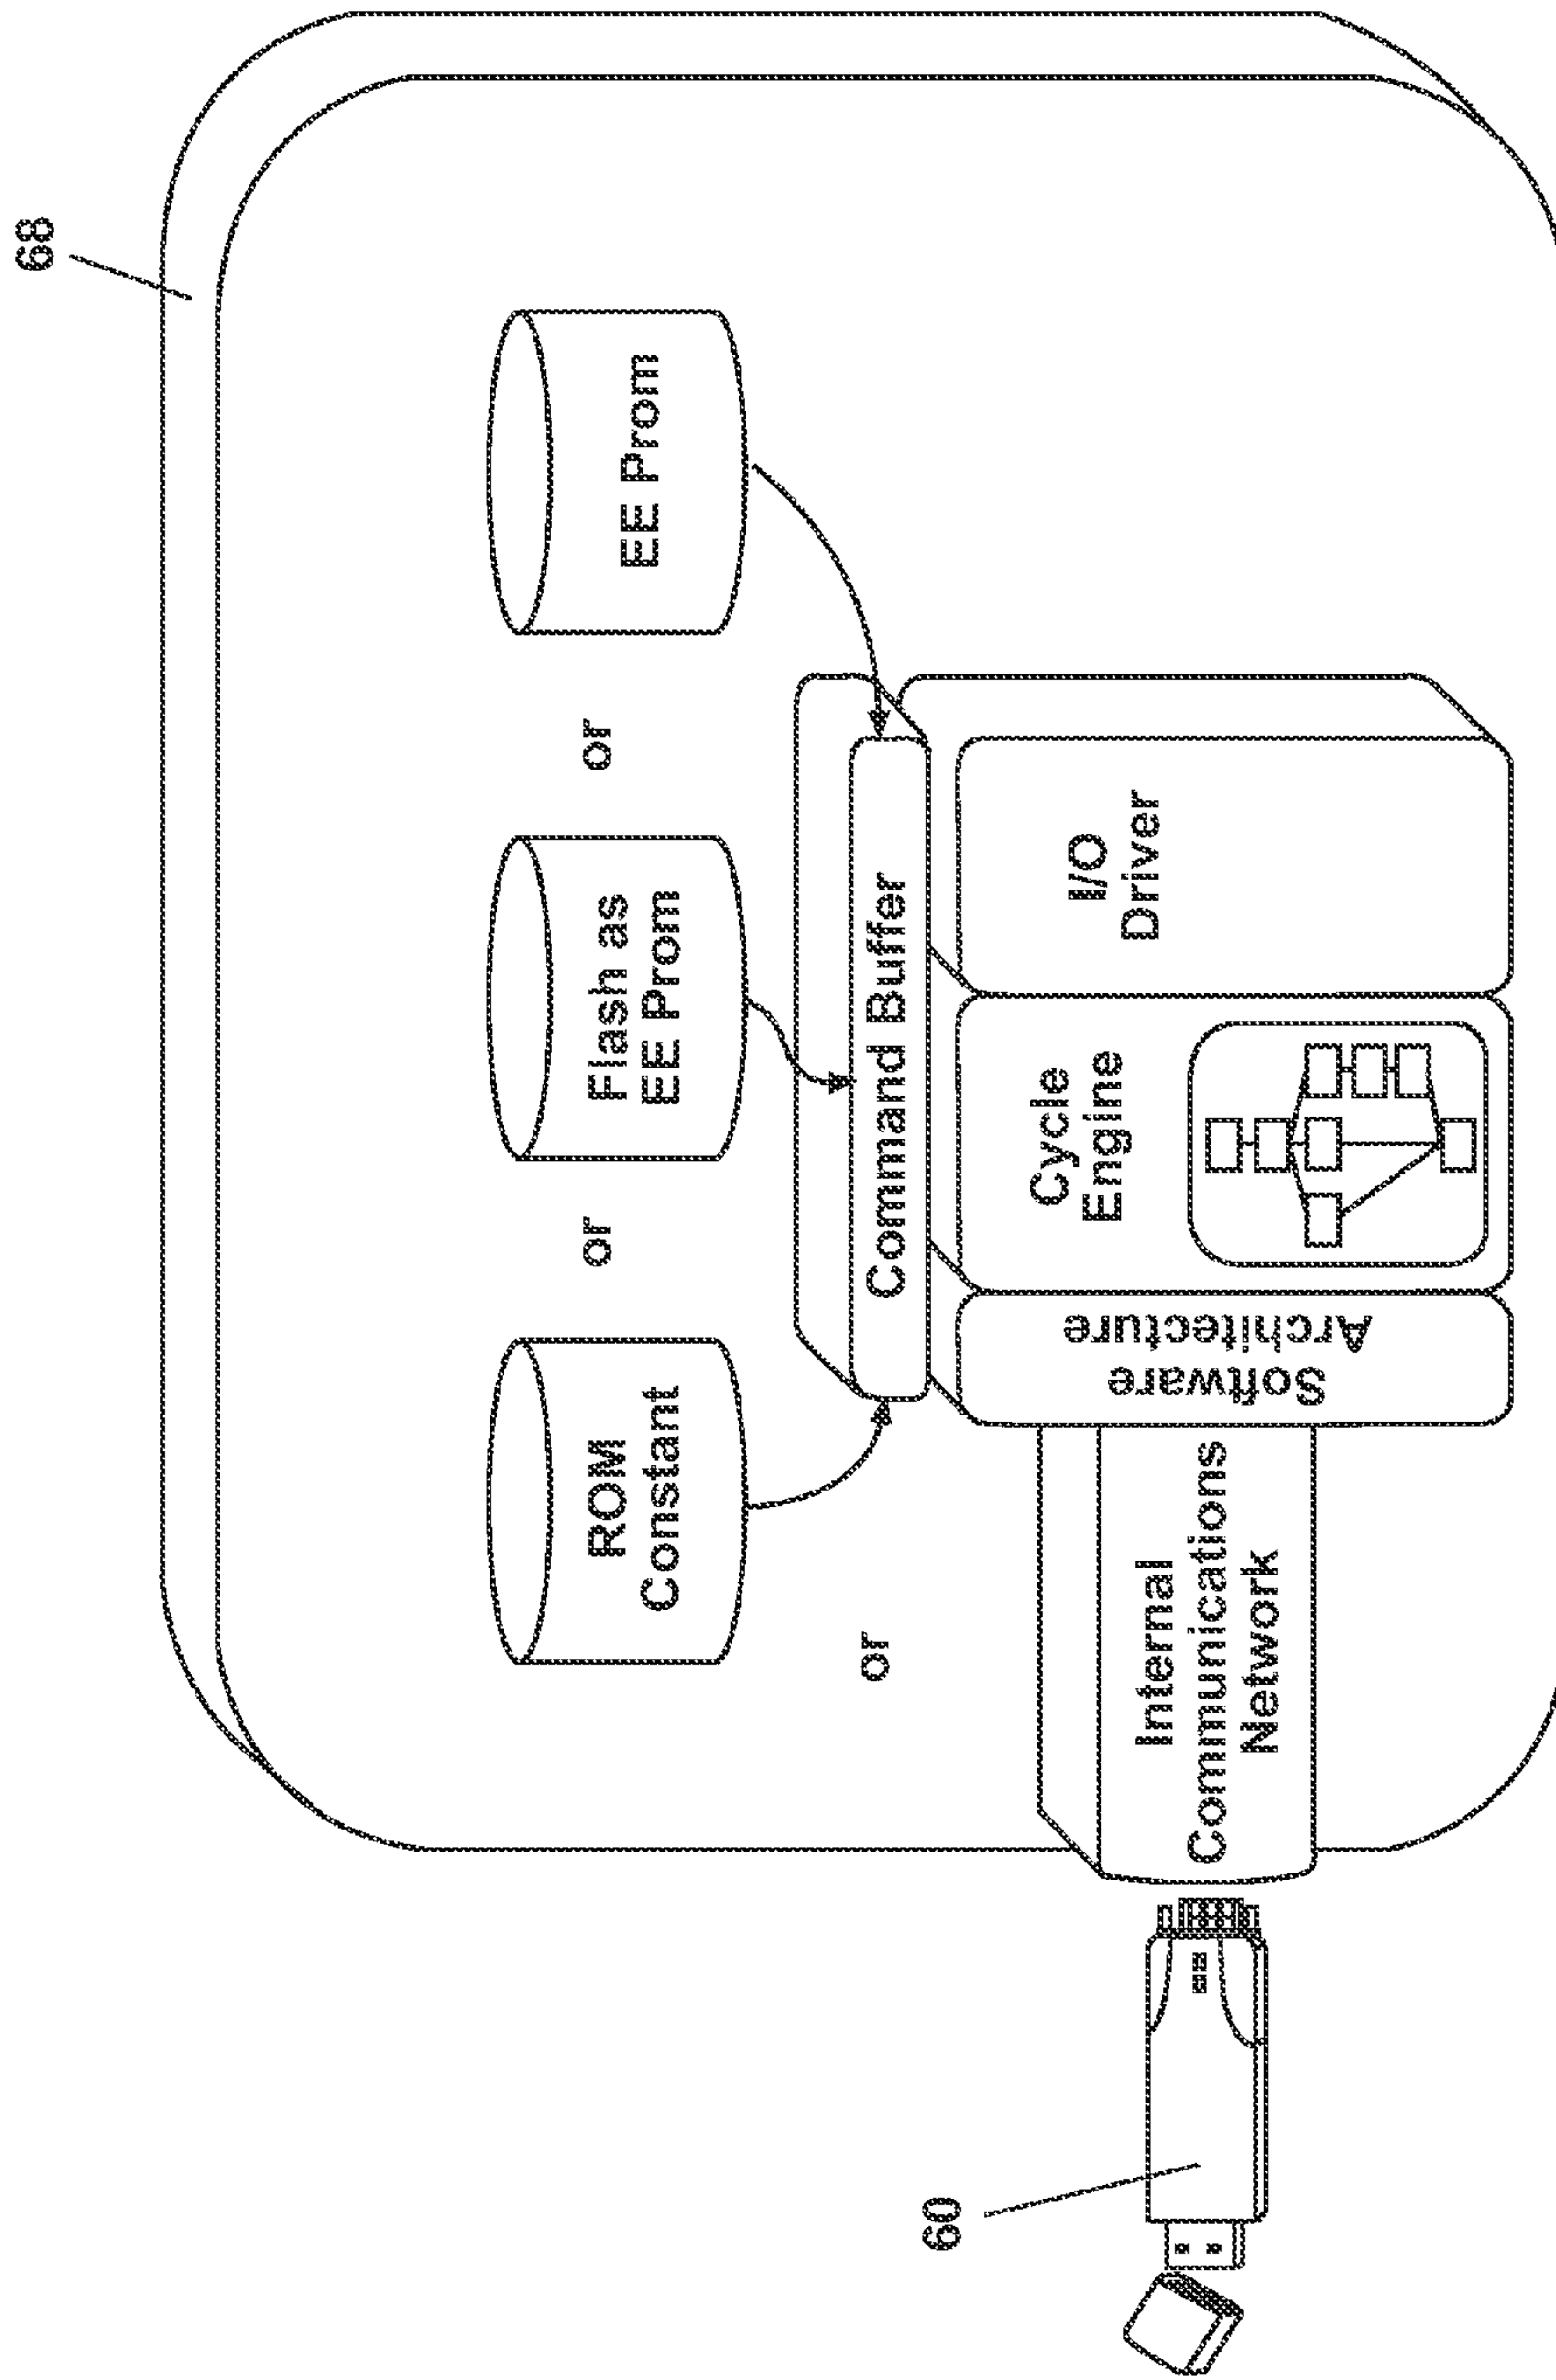 68
ROM
Constant
or
Flash as
EE Prom
or
EE Prom
or
Command Buffer
Internal
Communications
Network
Software
Architecture
Cycle
Engine
I/O
Driver
60